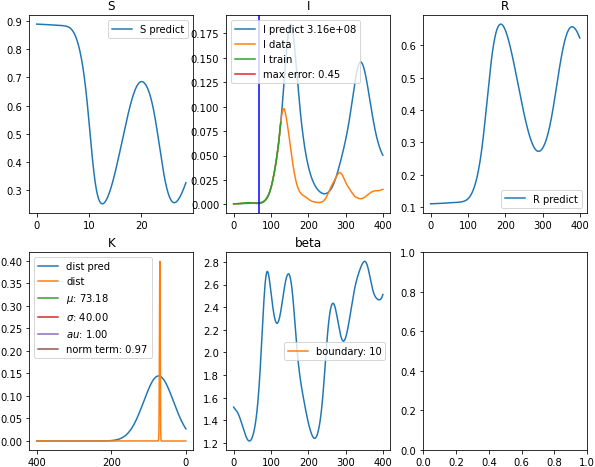 S
0.9
0.8
0.7
0.6
0.5
0.4
0.3
0 10 20
S predict
I
0.175
0.150
0.125
0.100
0.075
0.050
0.025
0.000
0 100 200 300 400
I predict 3.16e+08
I data
I train
max error: 0.45
R
0.6
0.5
0.4
0.3
0.2
0.1
0 100 200 300 400
R predict
K
0.40
0.35
0.30
0.25
0.20
0.15
0.10
0.05
0.00
400 200 0
dist pred
dist
μ: 73.18
σ: 40.00
au: 1.00
norm term: 0.97
beta
2.8
2.6
2.4
2.2
2.0
1.8
1.6
1.4
1.2
0 100 200 300 400
boundary: 10
1.0
0.8
0.6
0.4
0.2
0.0
0.0 0.2 0.4 0.6 0.8 1.0